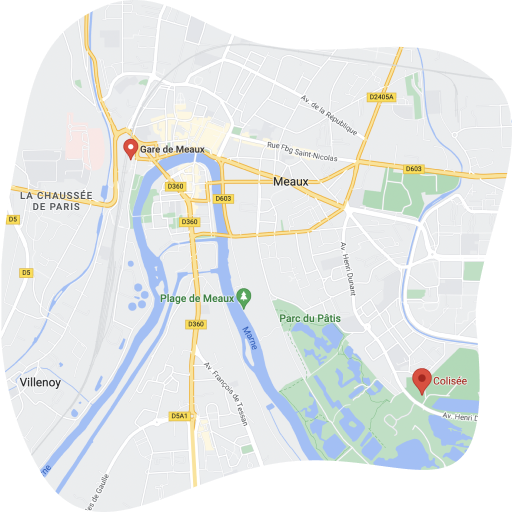 D2405A
Av. de la République
Gare de Meaux
Rue Fbg Saint-Nicolas
D603
D360
Meaux
LA CHAUSSÉE
DE PARIS
D603
D5
D360
D5
Av. Henri Dunant
Plage de Meaux
Parc du Pâtis
D360
Marne
Villenoy
Av. François de Tessan
Colisée
D5A1
Av. Henri D
ne
es de Gaulle